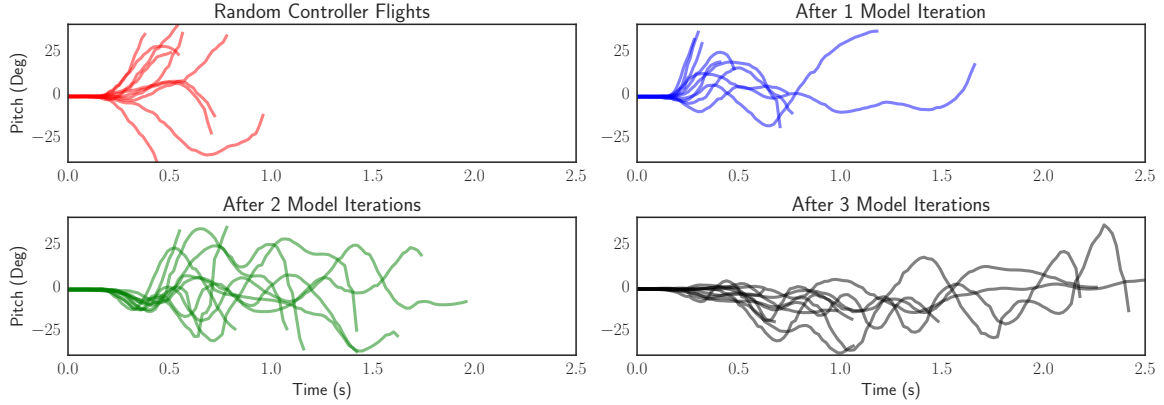 Random Controller Flights
After 1 Model Iteration
Pitch (Deg)
25
0
−25
0.0 0.5 1.0 1.5 2.0 2.5
25
0
−25
0.0 0.5 1.0 1.5 2.0 2.5
After 2 Model Iterations
After 3 Model Iterations
Pitch (Deg)
25
0
−25
0.0 0.5 1.0 1.5 2.0 2.5
Time (s)
25
0
−25
0.0 0.5 1.0 1.5 2.0 2.5
Time (s)